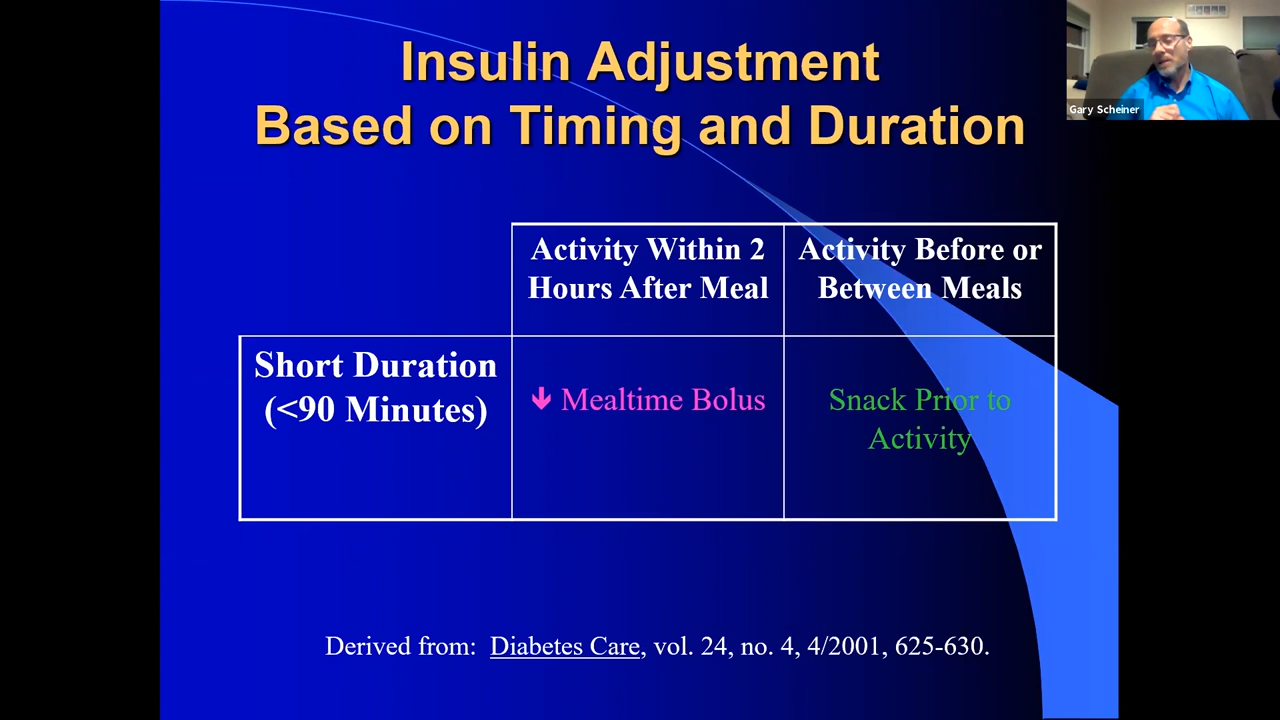 Insulin Adjustment
Based on Timing and Duration
Gary Scheiner
Activity Within 2
Hours After Meal
Activity Before or
Between Meals
Short Duration
(<90 Minutes)
🡫 Mealtime Bolus
Snack Prior to
Activity
Derived from: Diabetes Care, vol. 24, no. 4, 4/2001, 625-630.